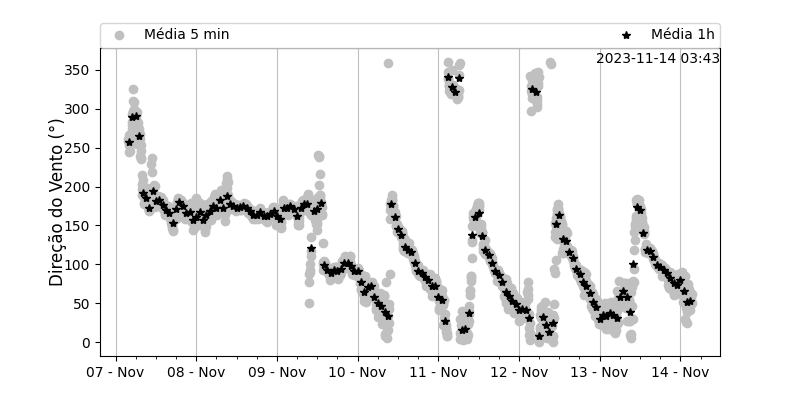 Média 5 min
Média 1h
2023-11-14 03:43
Direção do Vento (°)
350
300
250
200
150
100
50
0
07 - Nov
08 - Nov
09 - Nov
10 - Nov
11 - Nov
12 - Nov
13 - Nov
14 - Nov